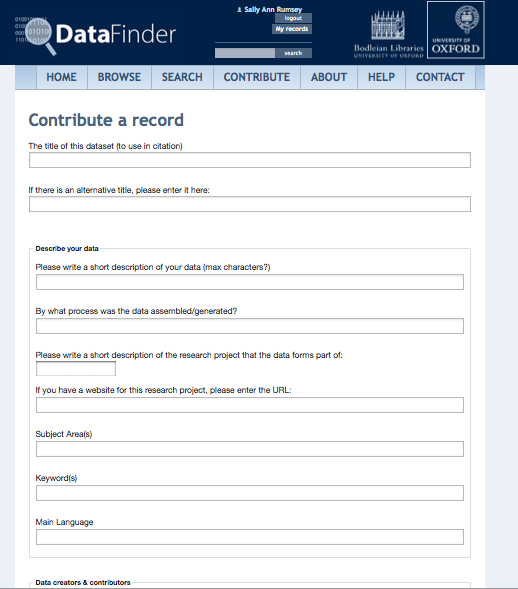 Sally Ann Rumsey
logout
My records
search
DataFinder
Bodleian Libraries
UNIVERSITY OF OXFORD
UNIVERSITY OF
OXFORD
HOME BROWSE SEARCH CONTRIBUTE ABOUT HELP CONTACT
Contribute a record
The title of this dataset (to use in citation)
If there is an alternative title, please enter it here:
Describe your data
Please write a short description of your data (max characters?)
By what process was the data assembled/generated?
Please write a short description of the research project that the data forms part of:
If you have a website for this research project, please enter the URL:
Subject Area(s)
Keyword(s)
Main Language
Data creators & contributors